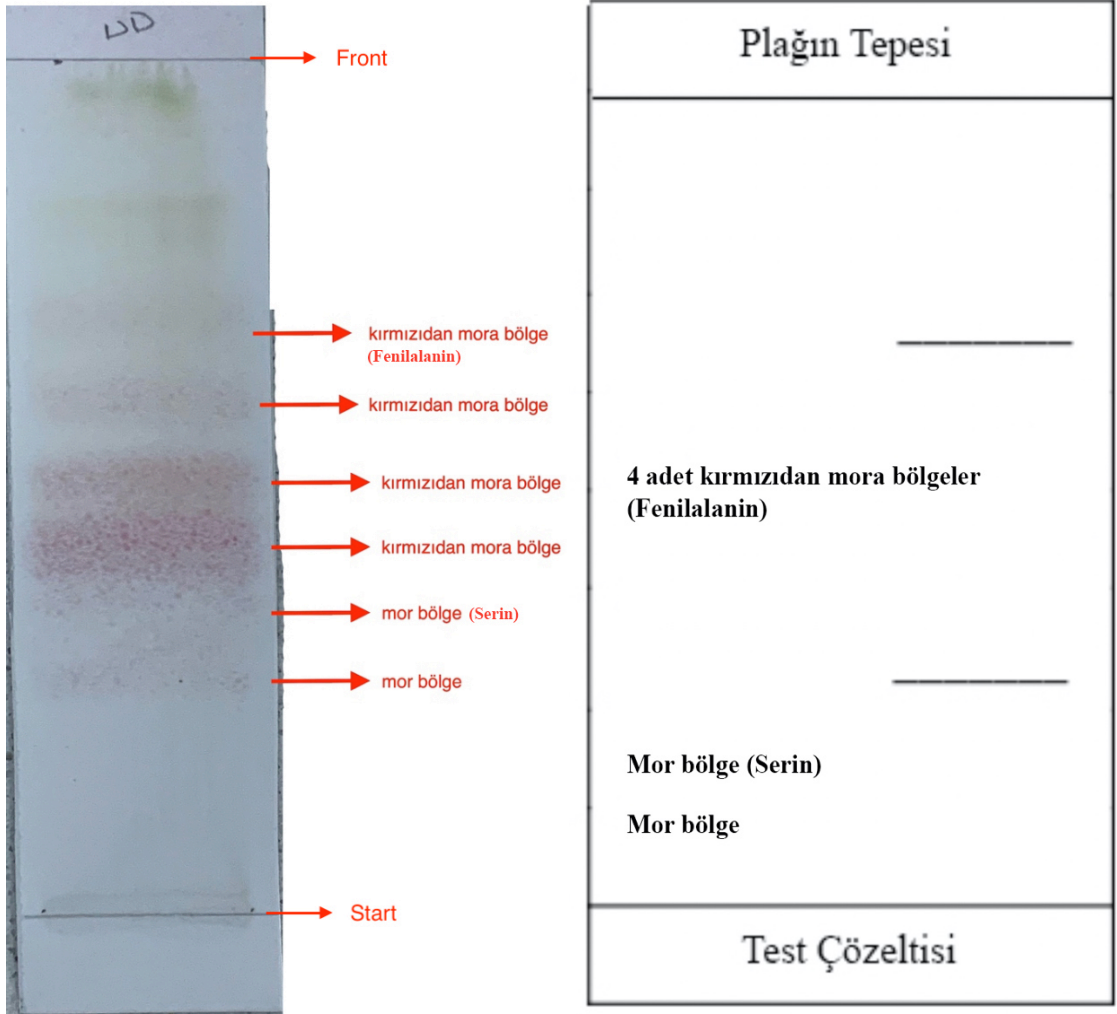 Front
kırmızıdan mora bölge
(Fenilalanin)
kırmızıdan mora bölge
kırmızıdan mora bölge
kırmızıdan mora bölge
mor bölge (Serin)
mor bölge
Start
Plağın Tepesi
4 adet kırmızıdan mora bölgeler
(Fenilalanin)
Mor bölge (Serin)
Mor bölge
Test Çözeltisi